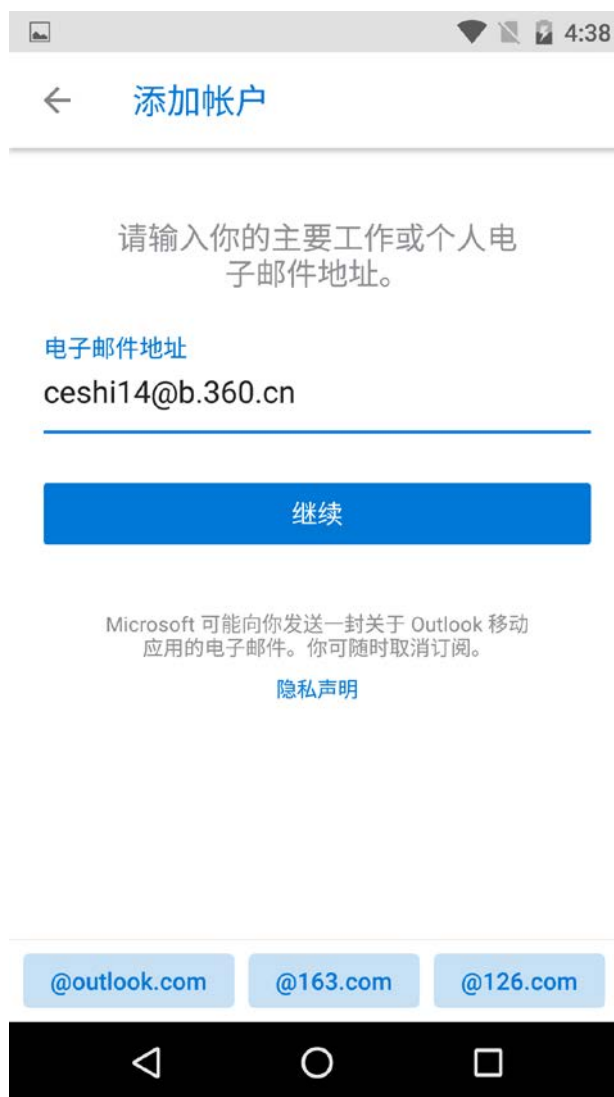 4:38
添加帐户
请输入你的主要工作或个人电
子邮件地址。
电子邮件地址
ceshi14@b.360.cn
继续
Microsoft 可能向你发送一封关于 Outlook 移动
应用的电子邮件。你可随时取消订阅。
隐私声明
@outlook.com @163.com @126.com